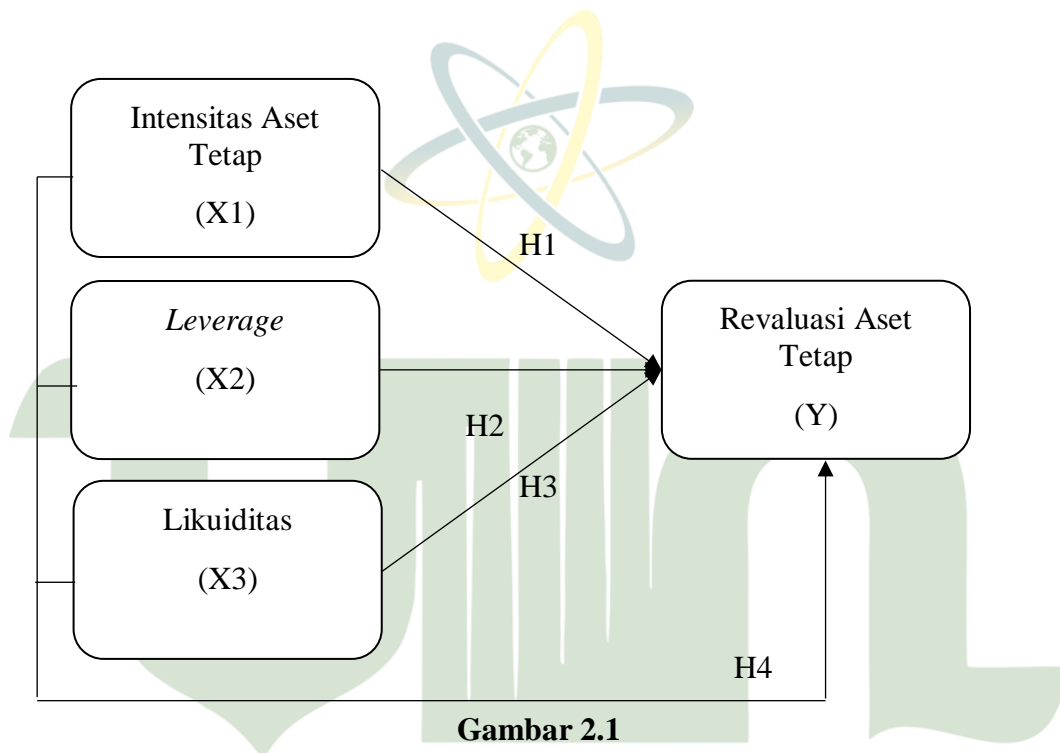 Intensitas Aset
Tetap
(X1)
H1
Leverage
(X2)
Revaluasi Aset
Tetap
(Y)
H2
H3
Likuiditas
(X3)
H4
Gambar 2.1